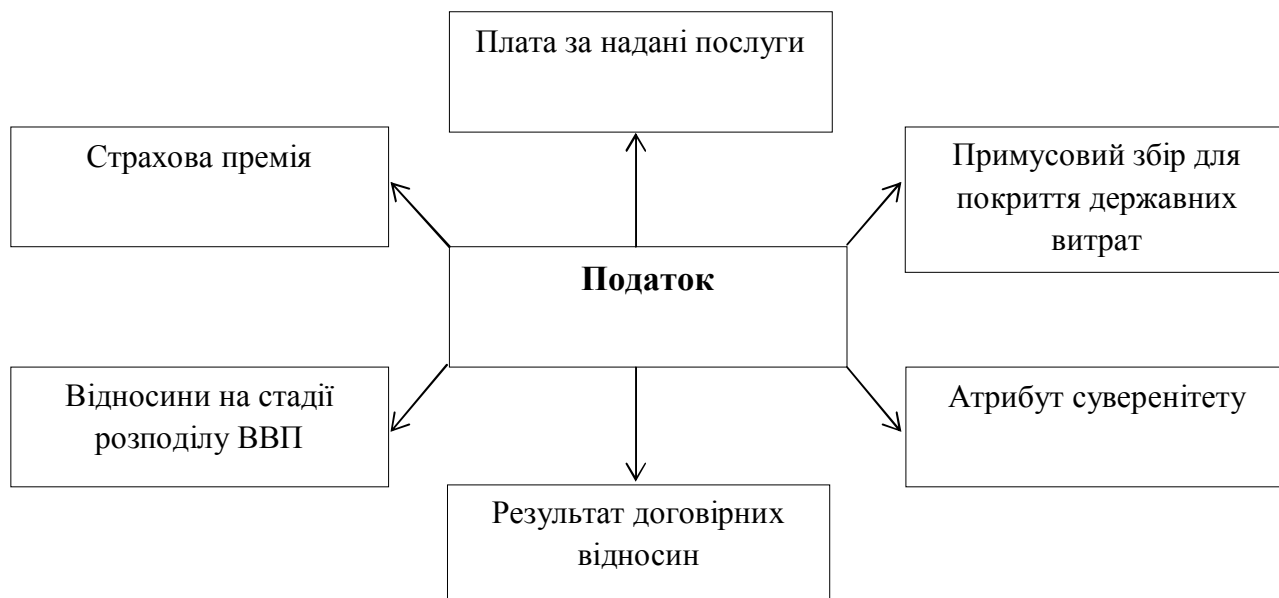 Плата за надані послуги
Страхова премія
Примусовий збір для
покриття державних
витрат
Податок
Відносини на стадії
розподілу ВВП
Атрибут суверенітету
Результат договірних
відносин